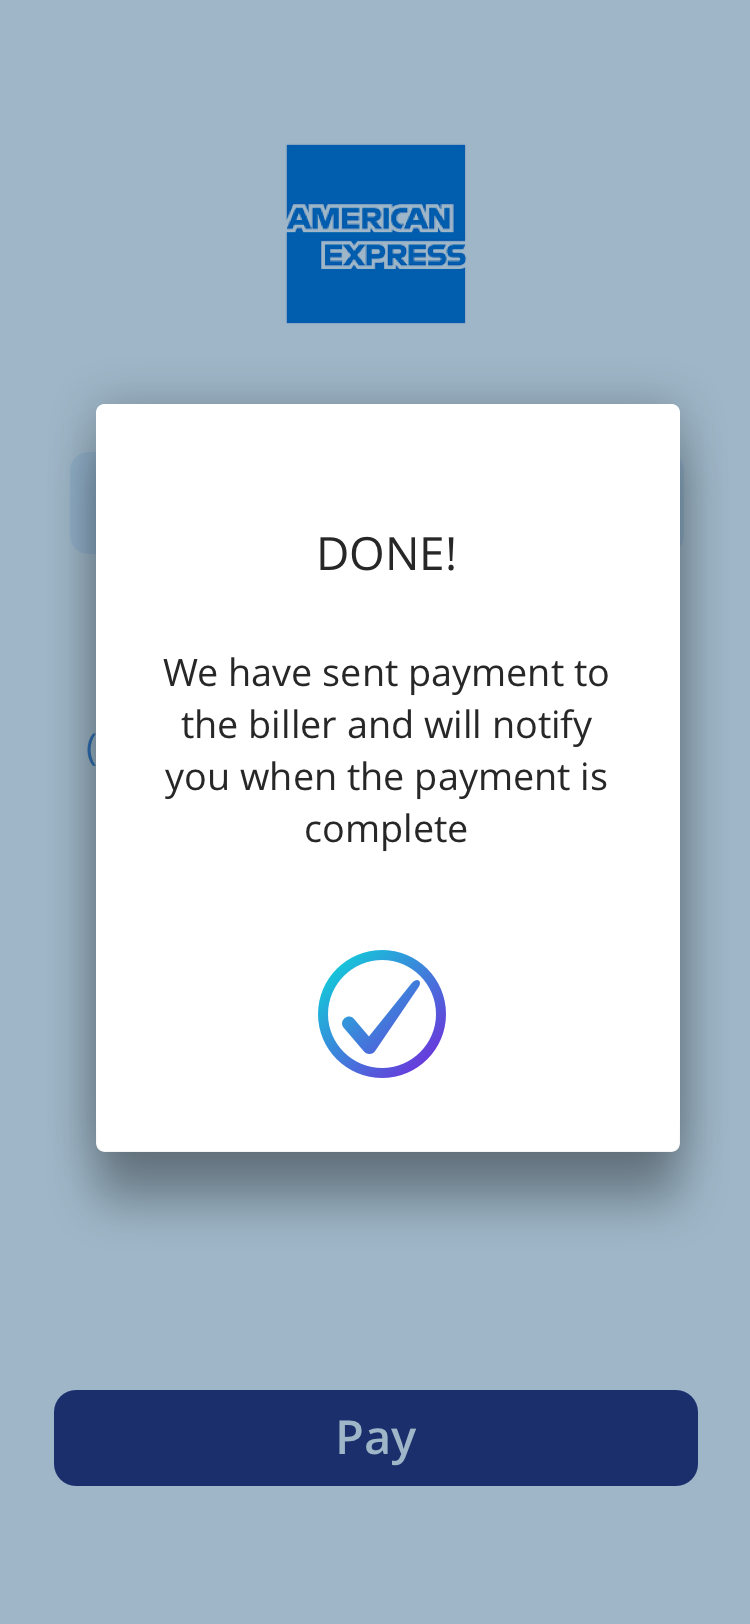 AMERICAN
EXPRESS
DONE!
We have sent payment to
the biller and will notify
you when the payment is
complete
(
Pay